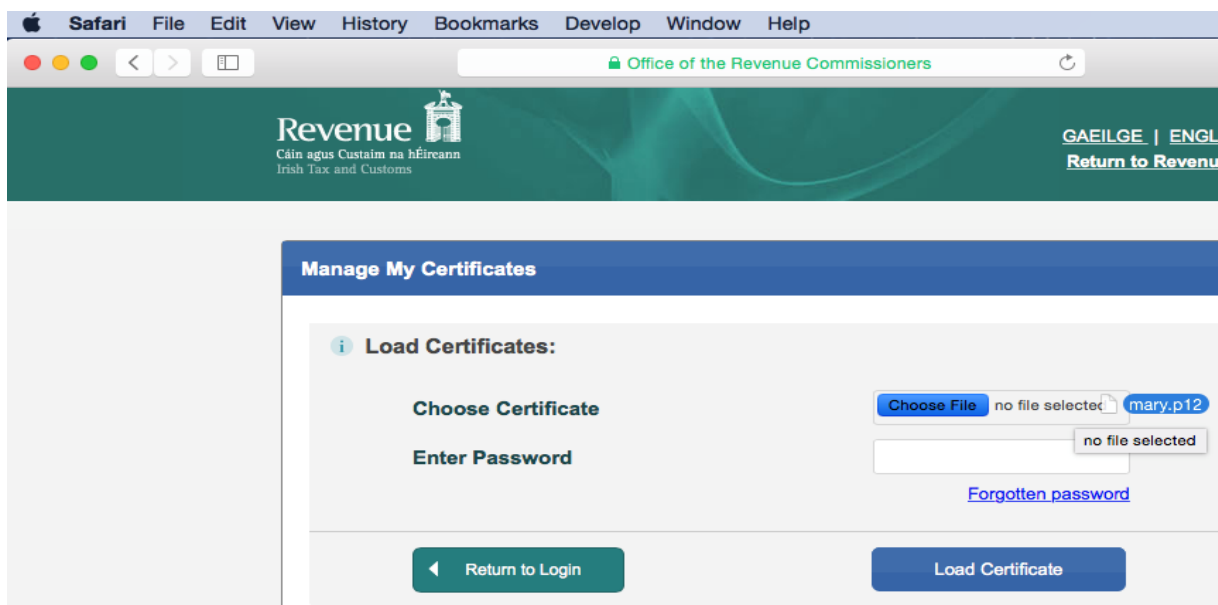 Safari File Edit View History Bookmarks Develop Window Help
Office of the Revenue Commissioners
Revenue
Cáin agus Custaim na hÉireann
Irish Tax and Customs
GAEILGE | ENGL
Return to Revenu
Manage My Certificates
i Load Certificates:
Choose Certificate
Choose File no file selected mary.p12
no file selected
Enter Password
Forgotten password
Return to Login
Load Certificate